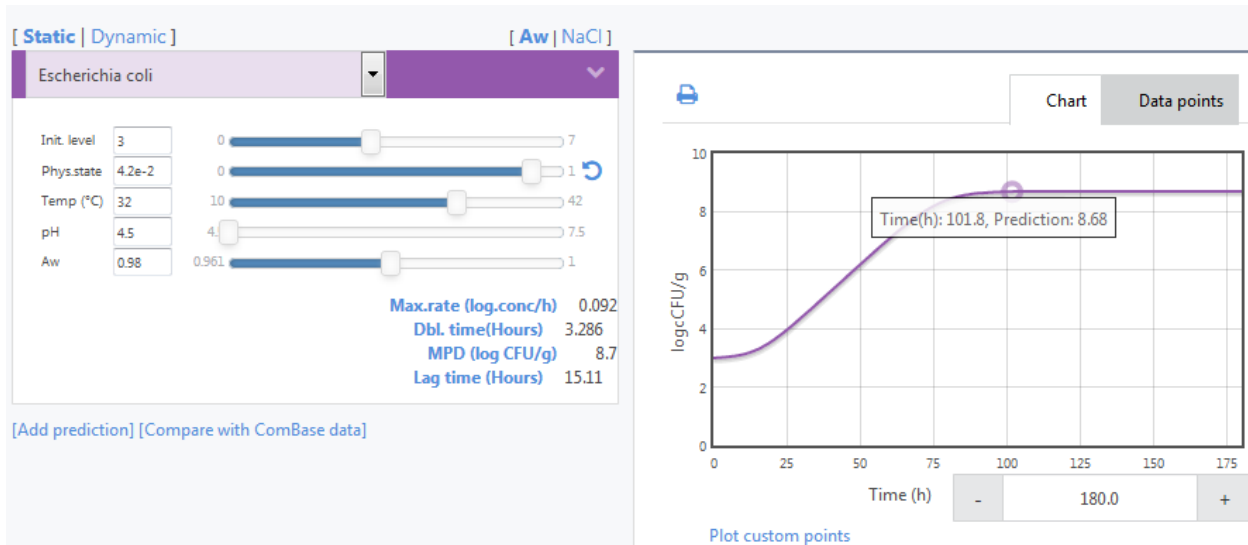 [ Static | Dynamic ]
[ Aw | NaCl ]
Escherichia coli
Init. level 3 0 7
Phys.state 4.2e-2 0 1
Temp (°C) 32 10 42
pH 4.5 4. 7.5
Aw 0.98 0.961 1
Max.rate (log.conc/h) 0.092
Dbl. time(Hours) 3.286
MPD (log CFU/g) 8.7
Lag time (Hours) 15.11
[Add prediction] [Compare with ComBase data]
Chart Data points
10
8
6
4
2
0
logcCFU/g
Time(h): 101.8, Prediction: 8.68
0 25 50 75 100 125 150 175
Time (h) - 180.0 +
Plot custom points